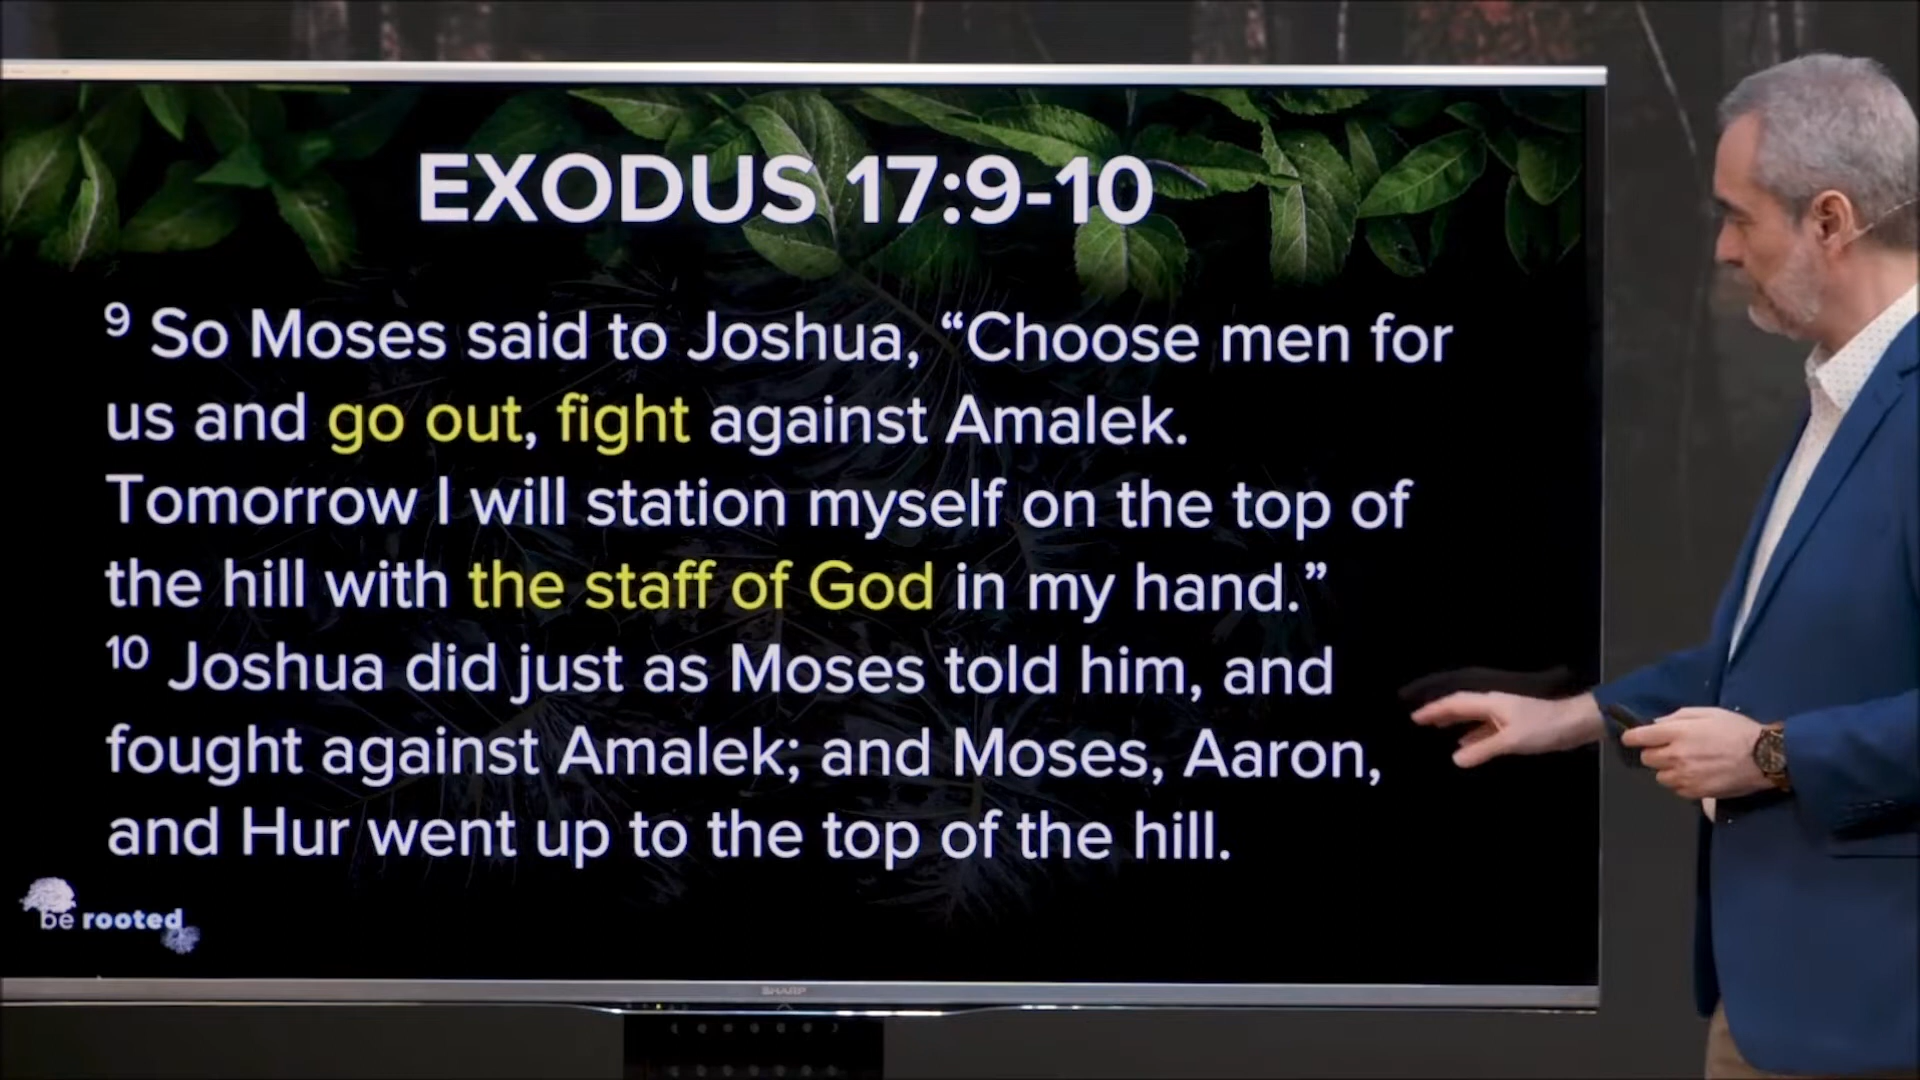 EXODUS 17:9-10
9 So Moses said to Joshua, “Choose men for
us and go out, fight against Amalek.
Tomorrow I will station myself on the top of
the hill with the staff of God in my hand.”
10 Joshua did just as Moses told him, and
fought against Amalek; and Moses, Aaron,
and Hur went up to the top of the hill.
be rooted
SHARP